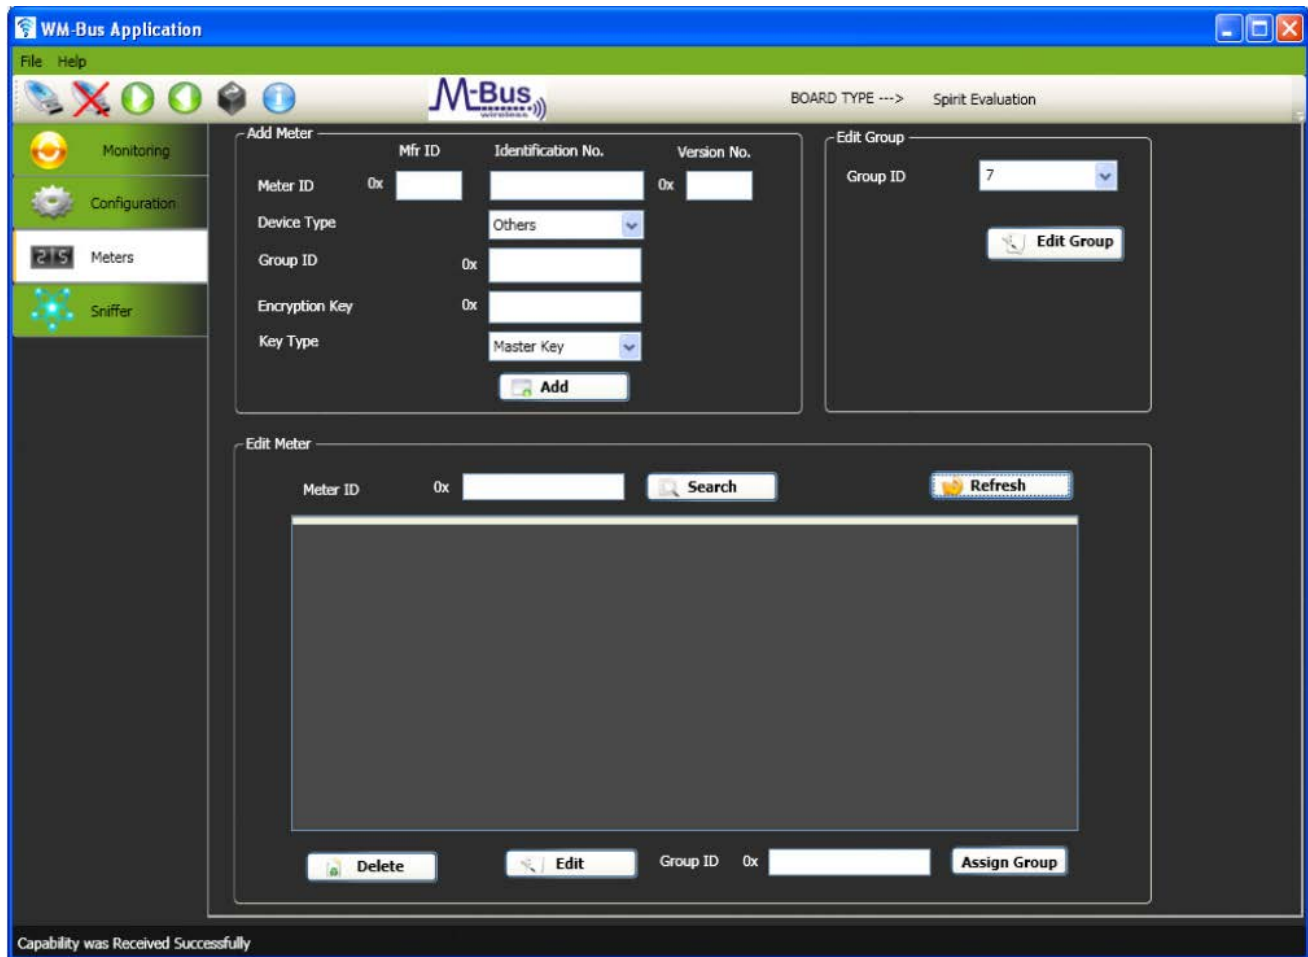 WM-Bus Application
File Help
M-Bus
wireless
BOARD TYPE ---> Spirit Evaluation
Monitoring
Configuration
25 Meters
Sniffer
Add Meter
Mfr ID Identification No. Version No.
Meter ID 0x 0x
Device Type Others
Group ID 0x
Encryption Key 0x
Key Type Master Key
Add
Edit Group
Group ID 7
Edit Group
Edit Meter
Meter ID 0x Search Refresh
Delete Edit Group ID 0x Assign Group
Capability was Received Successfully